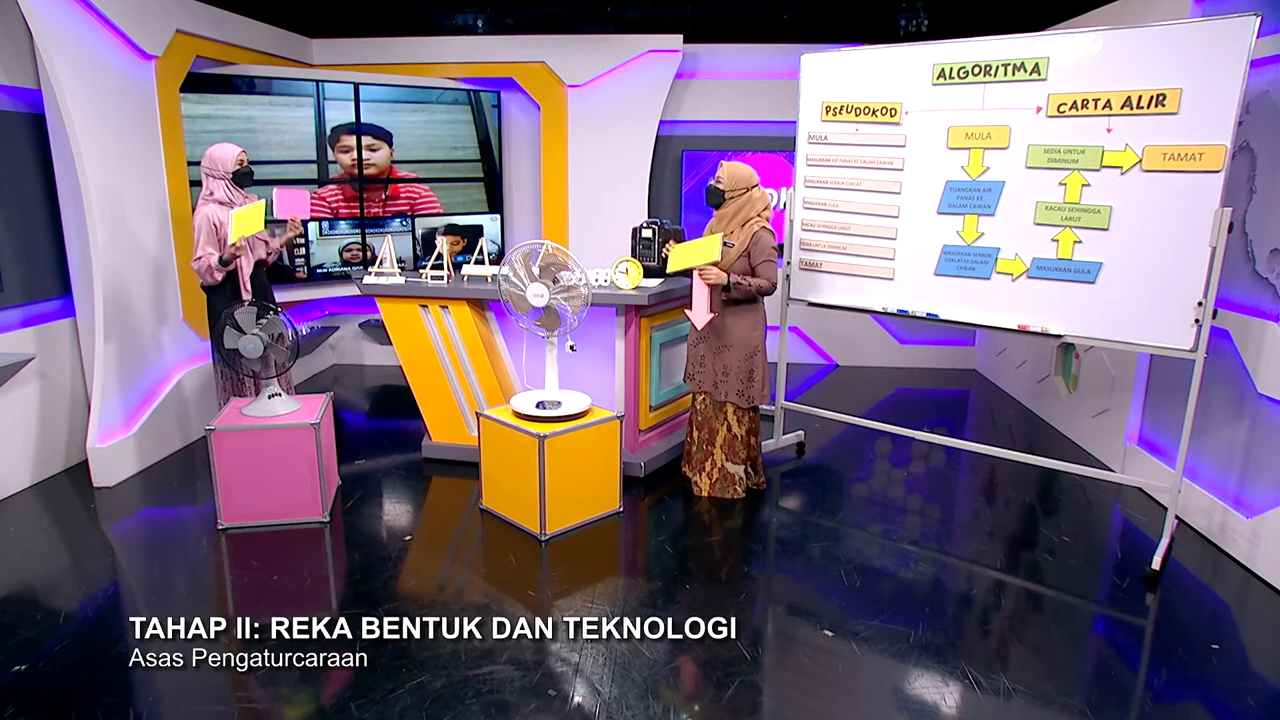 ALGORITMA
PSEUDOKOD
CARTA ALIR
MULA
MASUKKAN AIR PANAS KE DALAM CAWAN
MASUKKAN SERBUK COKLAT
MASUKKAN GULA
KACAU SEHINGGA LARUT
SEDIA UNTUK DIMINUM
TAMAT
MULA
TUANGKAN AIR
PANAS KE
DALAM CAWAN
MASUKKAN SERBUK
COKLAT KE DALAM
CAWAN
MASUKKAN GULA
KACAU SEHINGGA
LARUT
SEDIA UNTUK
DIMINUM
TAMAT
TAHAP II: REKA BENTUK DAN TEKNOLOGI
Asas Pengaturcaraan